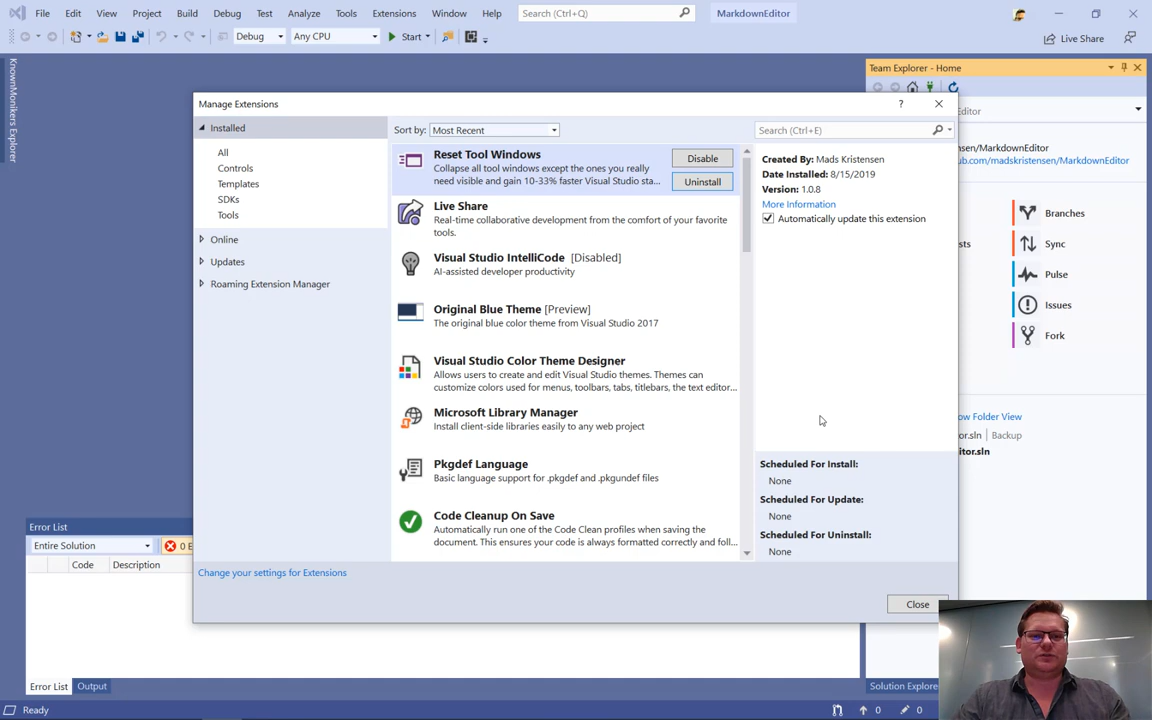 File Edit View Project Build Debug Test Analyze Tools Extensions Window Help Search (Ctrl+Q) MarkdownEditor
Debug Any CPU Start Live Share
KnownMonikers Explorer
Team Explorer - Home
Manage Extensions
Editor
Installed
Sort by: Most Recent
Search (Ctrl+E)
All
Controls
Templates
SDKs
Tools
Online
Updates
Roaming Extension Manager
Reset Tool Windows
Collapse all tool windows except the ones you really
need visible and gain 10-33% faster Visual Studio sta...
Disable
Uninstall
Live Share
Real-time collaborative development from the comfort of your favorite
tools.
Visual Studio IntelliCode [Disabled]
AI-assisted developer productivity
Original Blue Theme [Preview]
The original blue color theme from Visual Studio 2017
Visual Studio Color Theme Designer
Allows users to create and edit Visual Studio themes. Themes can
customize colors used for menus, toolbars, tabs, titlebars, the text editor...
Microsoft Library Manager
Install client-side libraries easily to any web project
Pkgdef Language
Basic language support for .pkgdef and .pkgundef files
Code Cleanup On Save
Automatically run one of the Code Clean profiles when saving the
document. This ensures your code is always formatted correctly and foll...
Created By: Mads Kristensen
Date Installed: 8/15/2019
Version: 1.0.8
More Information
Automatically update this extension
Scheduled For Install:
None
Scheduled For Update:
None
Scheduled For Uninstall:
None
Change your settings for Extensions
Close
/MarkdownEditor
ub.com/madskristensen/MarkdownEditor
Branches
sts Sync
Pulse
Issues
Fork
ow Folder View
or.sln | Backup
itor.sln
Error List
Entire Solution 0 E
Code Description
Error List Output
Solution Explorer
Ready 0 0